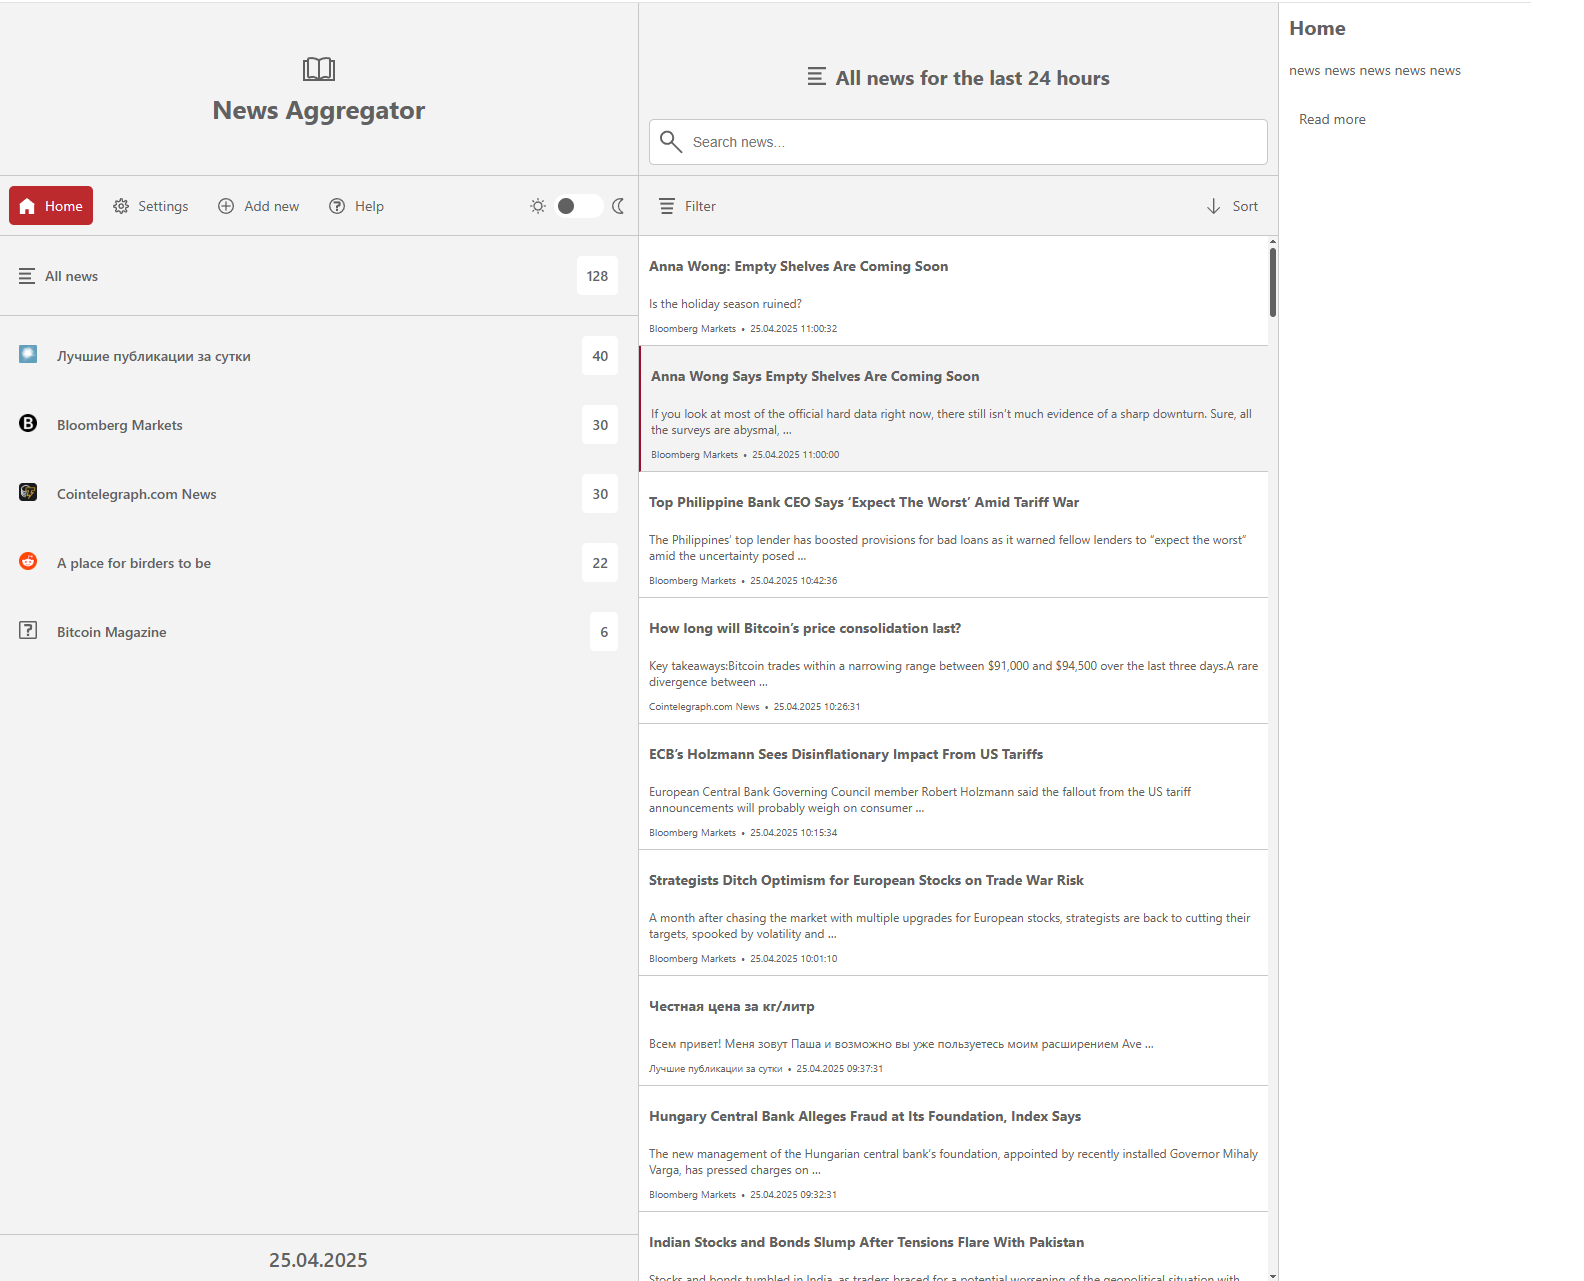 News Aggregator
Home
Settings
Add new
Help
All news
128
Лучшие публикации за сутки
40
Bloomberg Markets
30
Cointelegraph.com News
30
A place for birders to be
22
Bitcoin Magazine
6
25.04.2025
All news for the last 24 hours
Search news...
Filter
Sort
Anna Wong: Empty Shelves Are Coming Soon
Is the holiday season ruined?
Bloomberg Markets • 25.04.2025 11:00:32
Anna Wong Says Empty Shelves Are Coming Soon
If you look at most of the official hard data right now, there still isn't much evidence of a sharp downturn. Sure, all
the surveys are abysmal, ...
Bloomberg Markets • 25.04.2025 11:00:00
Top Philippine Bank CEO Says ‘Expect The Worst’ Amid Tariff War
The Philippines’ top lender has boosted provisions for bad loans as it warned fellow lenders to “expect the worst”
amid the uncertainty posed ...
Bloomberg Markets • 25.04.2025 10:42:36
How long will Bitcoin’s price consolidation last?
Key takeaways:Bitcoin trades within a narrowing range between $91,000 and $94,500 over the last three days.A rare
divergence between ...
Cointelegraph.com News • 25.04.2025 10:26:31
ECB’s Holzmann Sees Disinflationary Impact From US Tariffs
European Central Bank Governing Council member Robert Holzmann said the fallout from the US tariff
announcements will probably weigh on consumer ...
Bloomberg Markets • 25.04.2025 10:15:34
Strategists Ditch Optimism for European Stocks on Trade War Risk
A month after chasing the market with multiple upgrades for European stocks, strategists are back to cutting their
targets, spooked by volatility and ...
Bloomberg Markets • 25.04.2025 10:01:10
Честная цена за кг/литр
Всем привет! Меня зовут Паша и возможно вы уже пользуетесь моим расширением Ave ...
Лучшие публикации за сутки • 25.04.2025 09:37:31
Hungary Central Bank Alleges Fraud at Its Foundation, Index Says
The new management of the Hungarian central bank’s foundation, appointed by recently installed Governor Mihaly
Varga, has pressed charges on ...
Bloomberg Markets • 25.04.2025 09:32:31
Indian Stocks and Bonds Slump After Tensions Flare With Pakistan
Stocks and bonds tumbled in India, as traders braced for a potential worsening of the geopolitical situation with
Home
news news news news news
Read more